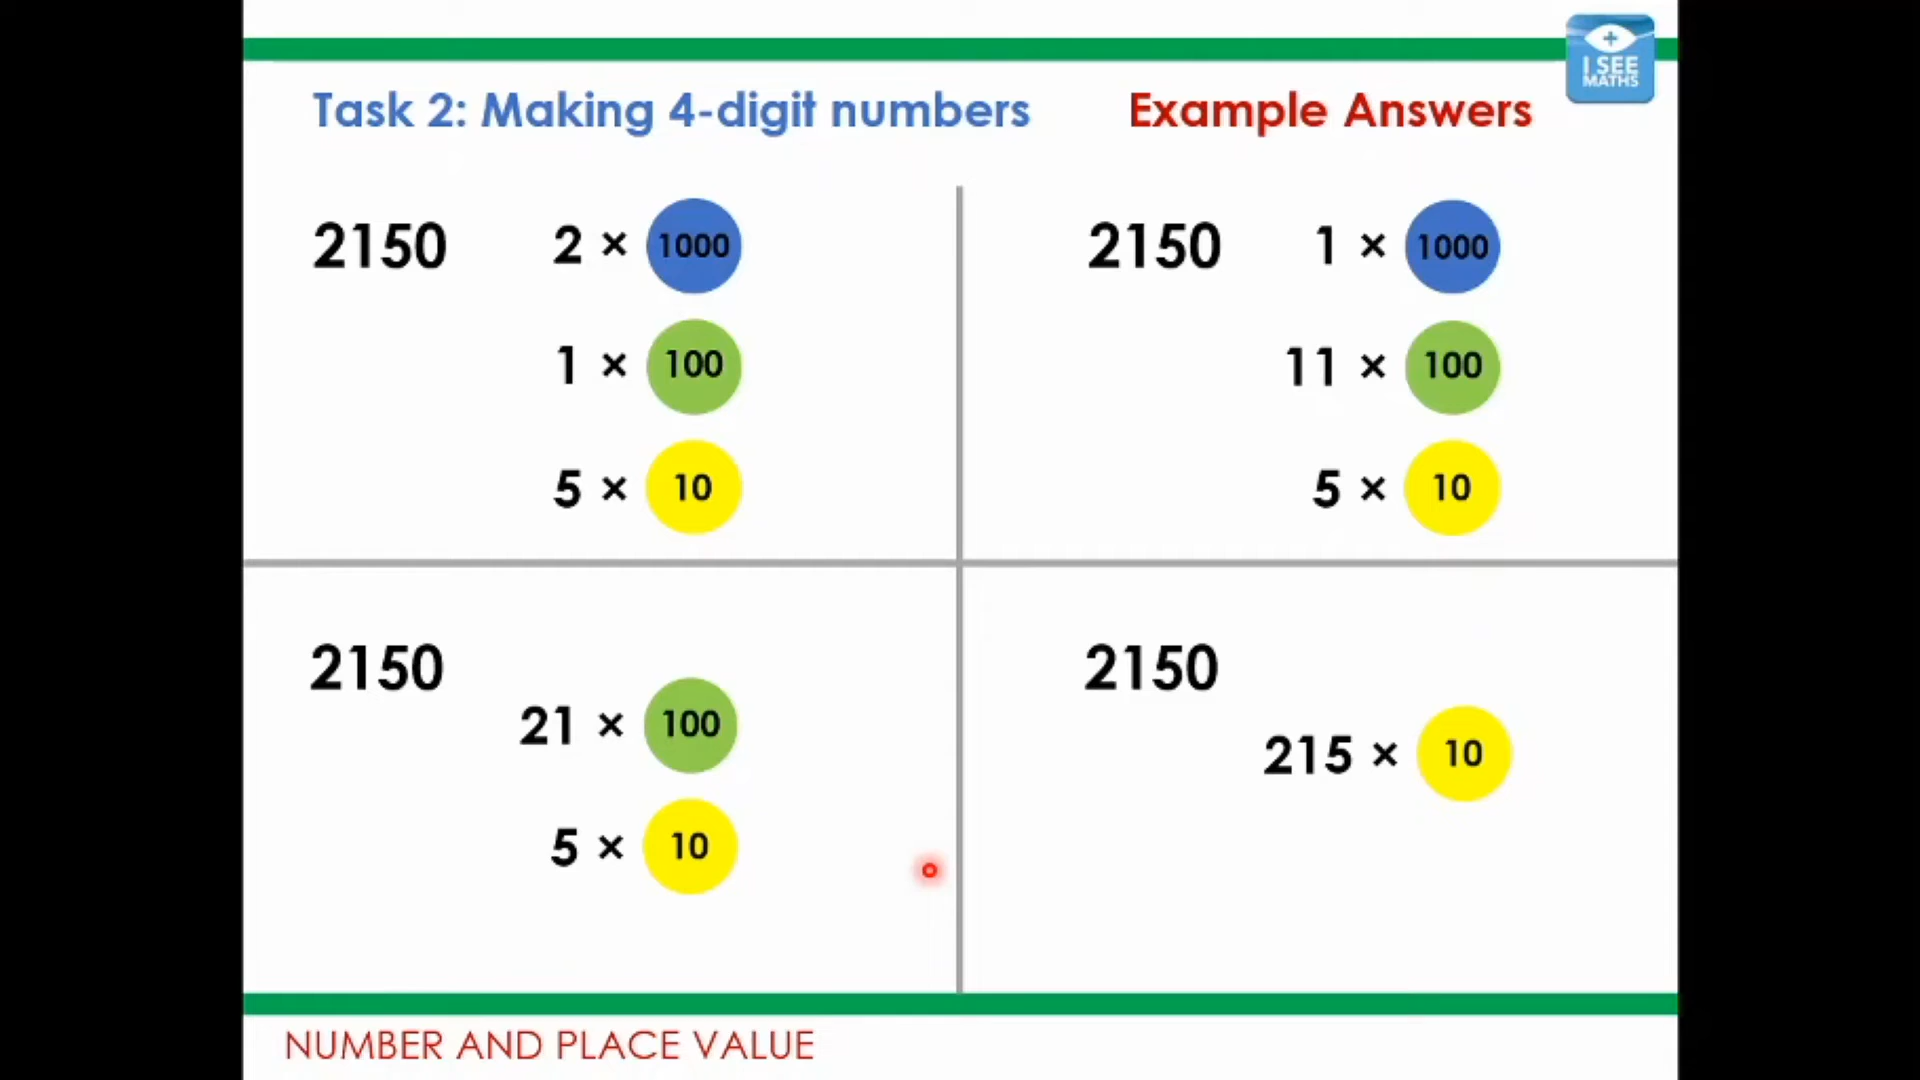 I SEE
MATHS
Task 2: Making 4-digit numbers Example Answers
2150 2 × 1000
1 × 100
5 × 10
2150 1 × 1000
11 × 100
5 × 10
2150
21 × 100
5 × 10
2150
215 × 10
NUMBER AND PLACE VALUE